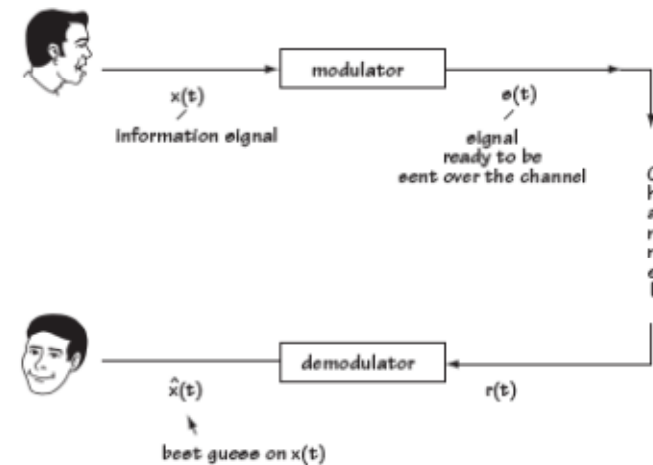 modulator
x(t)
information signal
s(t)
signal
ready to be
sent over the channel
demodulator
x̂(t)
r(t)
best guess on x(t)